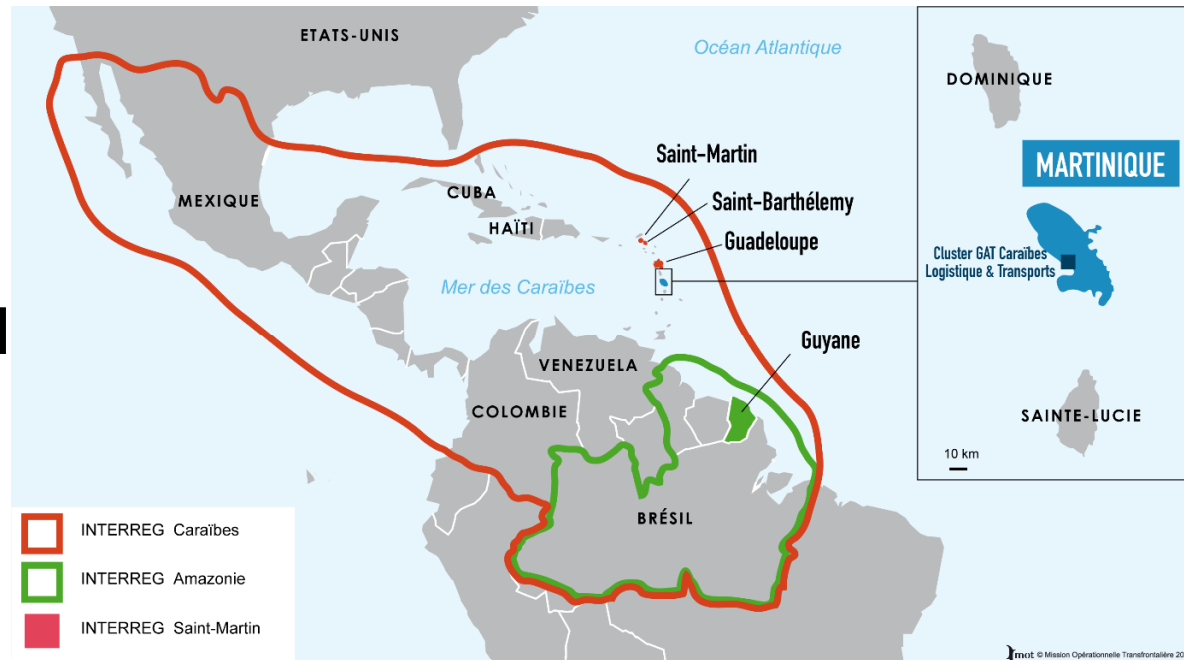 ETATS-UNIS
Océan Atlantique
DOMINIQUE
MARTINIQUE
Saint-Martin
CUBA
Saint-Barthélemy
MEXIQUE
HAÏTI
Guadeloupe
Cluster GAT Caraïbes
Logistique & Transports
Mer des Caraïbes
Guyane
VENEZUELA
COLOMBIE
SAINTE-LUCIE
10 km
BRÉSIL
INTERREG Caraïbes
INTERREG Amazonie
INTERREG Saint-Martin
mot © Mission Opérationnelle Transfrontalière 20